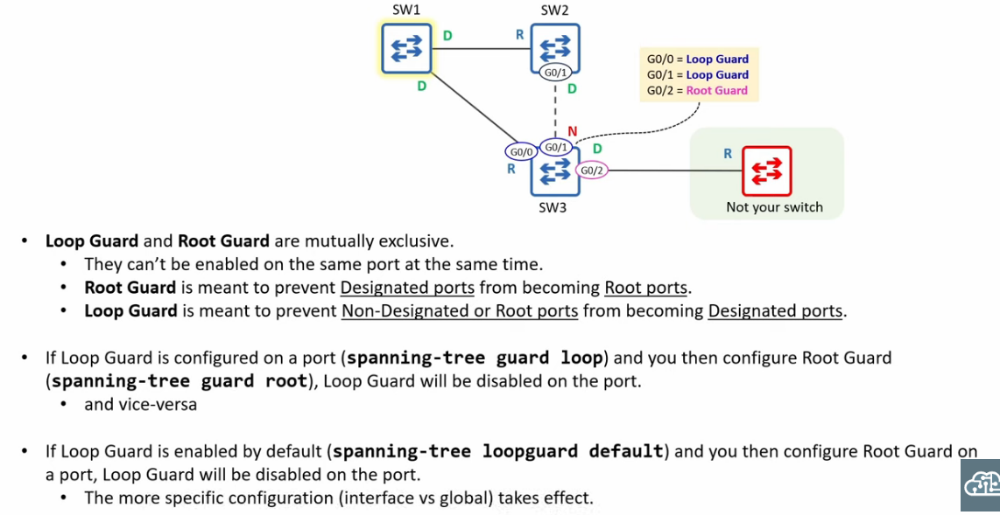 SW1
SW2
D
R
G0/1
D
D
G0/0 = Loop Guard
G0/1 = Loop Guard
G0/2 = Root Guard
N
G0/0
G0/1
D
R
R
G0/2
SW3
Not your switch
• Loop Guard and Root Guard are mutually exclusive.
• They can’t be enabled on the same port at the same time.
• Root Guard is meant to prevent Designated ports from becoming Root ports.
• Loop Guard is meant to prevent Non-Designated or Root ports from becoming Designated ports.
• If Loop Guard is configured on a port (spanning-tree guard loop) and you then configure Root Guard
(spanning-tree guard root), Loop Guard will be disabled on the port.
• and vice-versa
• If Loop Guard is enabled by default (spanning-tree loopguard default) and you then configure Root Guard on
a port, Loop Guard will be disabled on the port.
• The more specific configuration (interface vs global) takes effect.